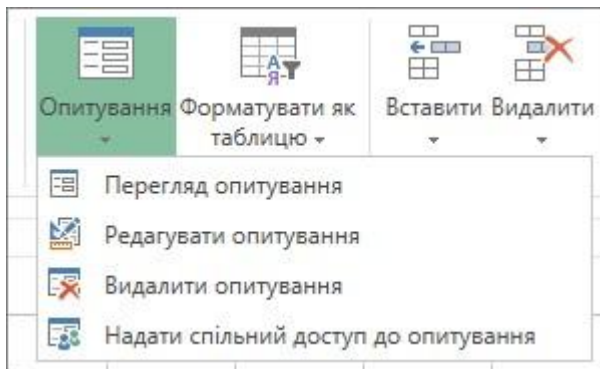 Опитування Форматувати як Вставити Видалити
таблицю
Перегляд опитування
Редагувати опитування
Видалити опитування
Надати спільний доступ до опитування